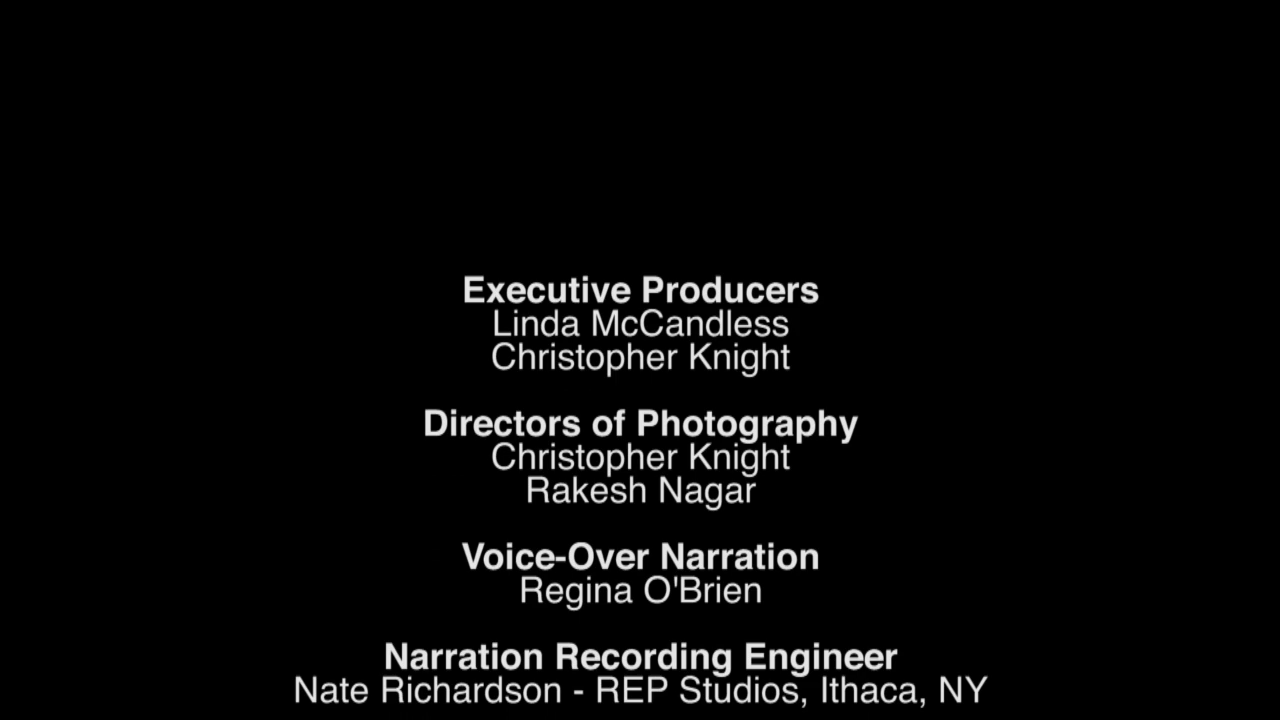 Executive Producers
Linda McCandless
Christopher Knight
Directors of Photography
Christopher Knight
Rakesh Nagar
Voice-Over Narration
Regina O'Brien
Narration Recording Engineer
Nate Richardson - REP Studios, Ithaca, NY